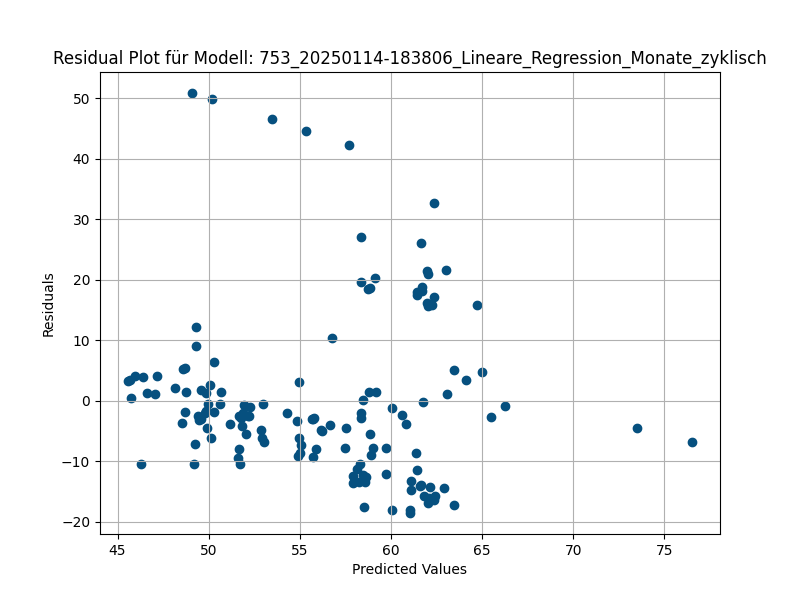 Residual Plot für Modell: 753_20250114-183806_Lineare_Regression_Monate_zyklisch
50
40
30
20
10
0
−10
−20
Residuals
45 50 55 60 65 70 75
Predicted Values